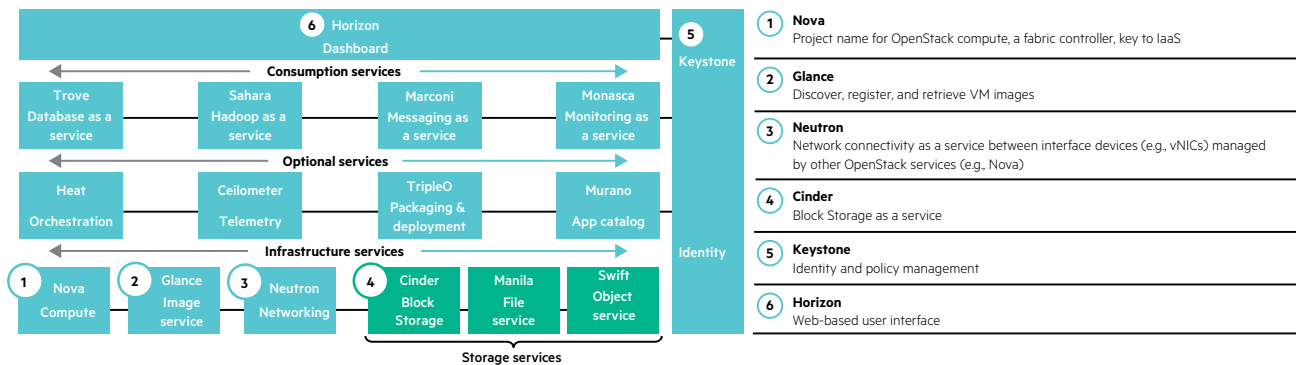 6 Horizon
Dashboard
5
Keystone
Identity
Consumption services
Trove
Database as a
service
Sahara
Hadoop as a
service
Marconi
Messaging as
a service
Monasca
Monitoring as
a service
Optional services
Heat
Orchestration
Ceilometer
Telemetry
TripleO
Packaging &
deployment
Murano
App catalog
Infrastructure services
1
Nova
Compute
2
Glance
Image
service
3
Neutron
Networking
4
Cinder
Block
Storage
Manila
File
service
Swift
Object
service
Storage services
1 Nova
Project name for OpenStack compute, a fabric controller, key to IaaS
2 Glance
Discover, register, and retrieve VM images
3 Neutron
Network connectivity as a service between interface devices (e.g., vNICs) managed
by other OpenStack services (e.g., Nova)
4 Cinder
Block Storage as a service
5 Keystone
Identity and policy management
6 Horizon
Web-based user interface